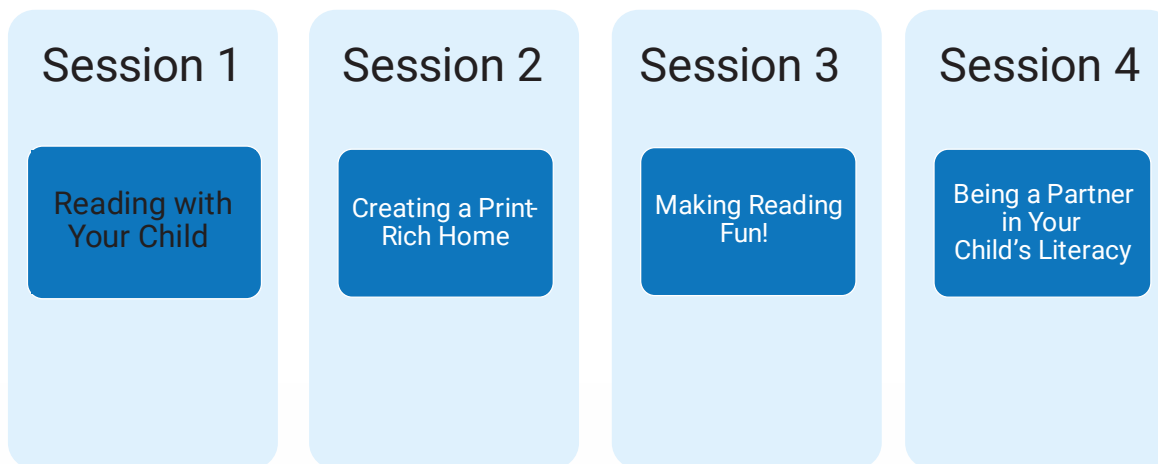 Session 1
Reading with
Your Child
Session 2
Creating a Print-
Rich Home
Session 3
Making Reading
Fun!
Session 4
Being a Partner
in Your
Child's Literacy